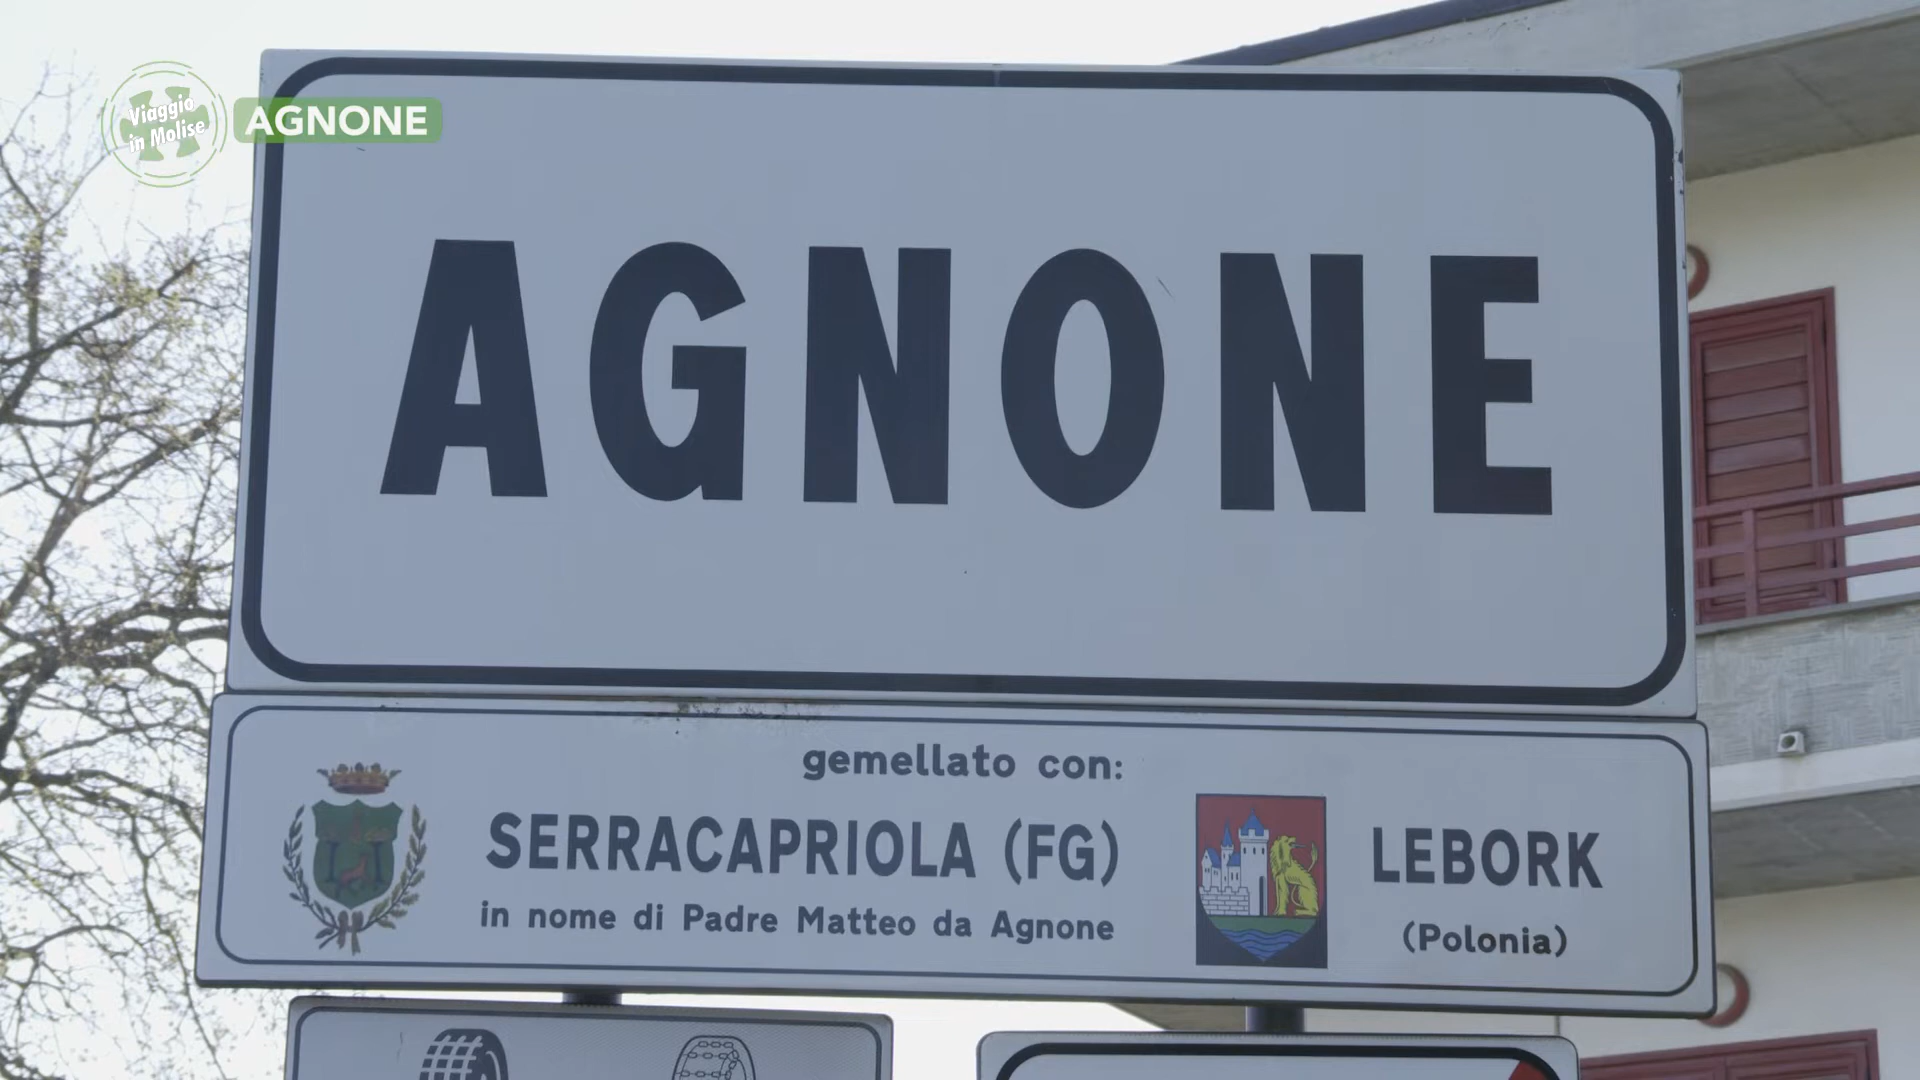 Viaggio
in Molise
AGNONE
AGNONE
gemellato con:
SERRACAPRIOLA (FG)
in nome di Padre Matteo da Agnone
LEBORK
(Polonia)